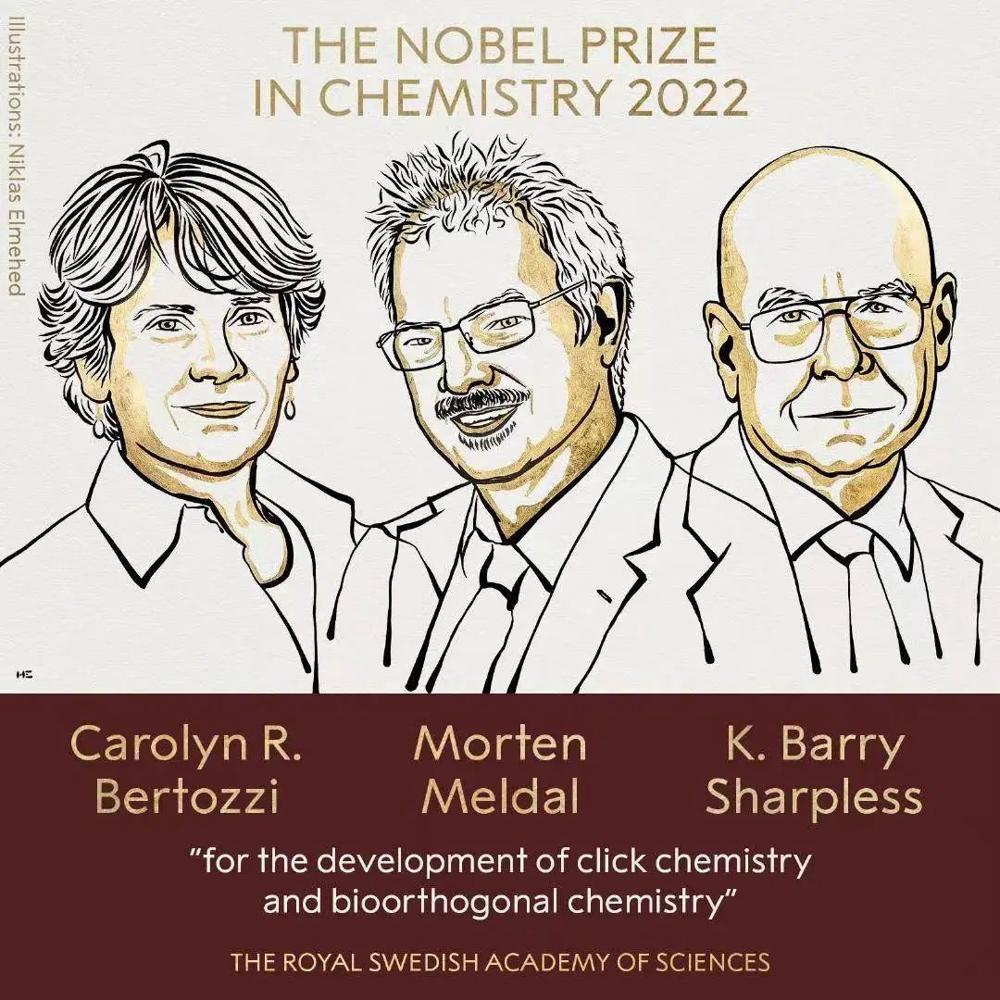 THE NOBEL PRIZE
IN CHEMISTRY 2022
Illustrations: Niklas Elmehed
Carolyn R.
Bertozzi
Morten
Meldal
K. Barry
Sharpless
”for the development of click chemistry
and bioorthogonal chemistry”
THE ROYAL SWEDISH ACADEMY OF SCIENCES